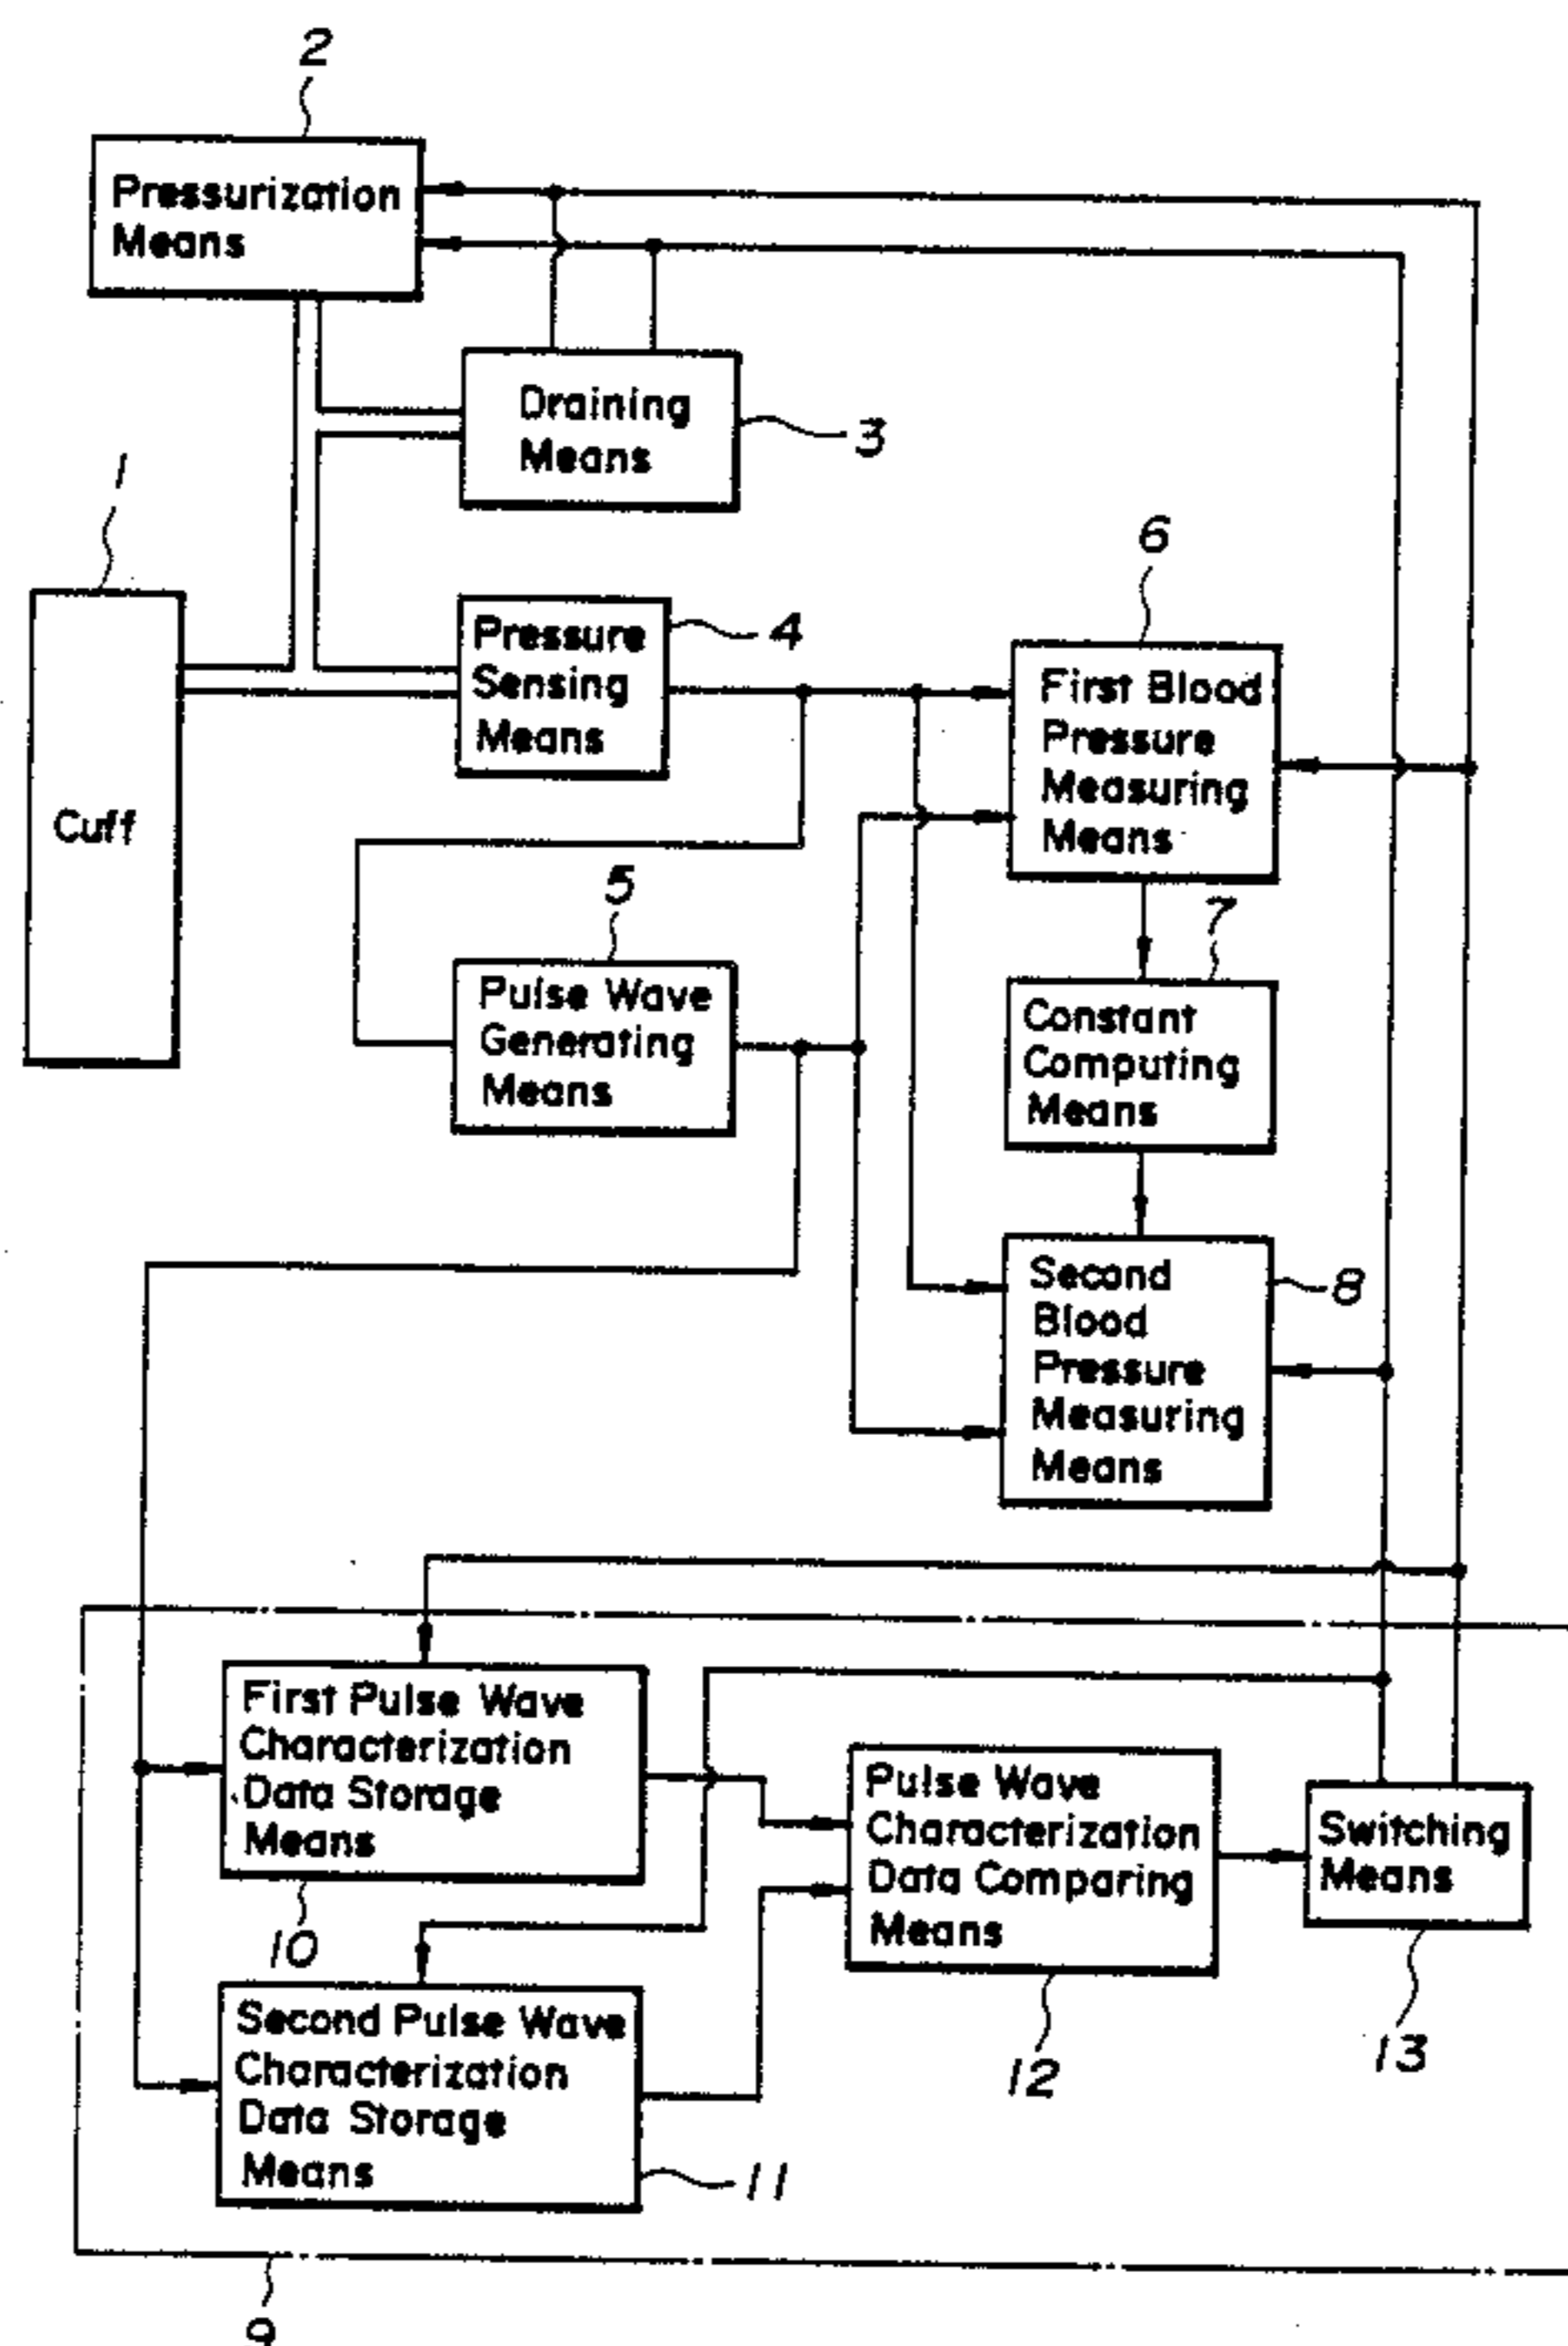 2
Pressurization
Means
Draining
Means
3
1
Cuff
Pressure
Sensing
Means
4
6
First Blood
Pressure
Measuring
Means
5
Pulse Wave
Generating
Means
7
Constant
Computing
Means
Second
Blood
Pressure
Measuring
Means
8
First Pulse Wave
Characterization
Data Storage
Means
10
Pulse Wave
Characterization
Data Comparing
Means
12
Switching
Means
13
Second Pulse Wave
Characterization
Data Storage
Means
11
9